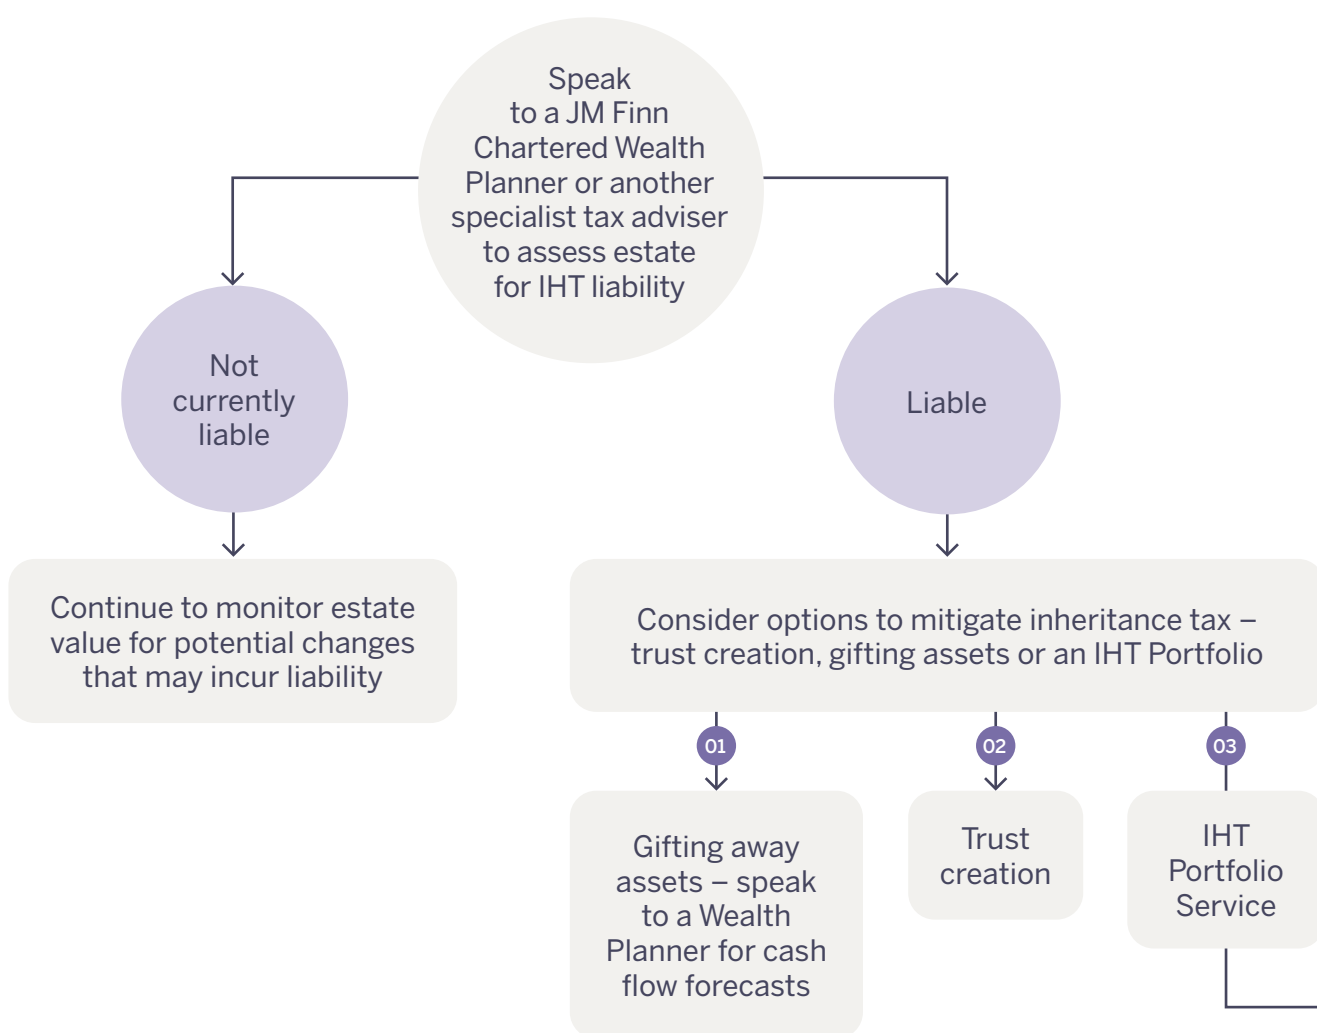 Speak
to a JM Finn
Chartered Wealth
Planner or another
specialist tax adviser
to assess estate
for IHT liability
Not
currently
liable
Liable
Continue to monitor estate
value for potential changes
that may incur liability
Consider options to mitigate inheritance tax –
trust creation, gifting assets or an IHT Portfolio
01
02
03
Gifting away
assets – speak
to a Wealth
Planner for cash
flow forecasts
Trust
creation
IHT
Portfolio
Service